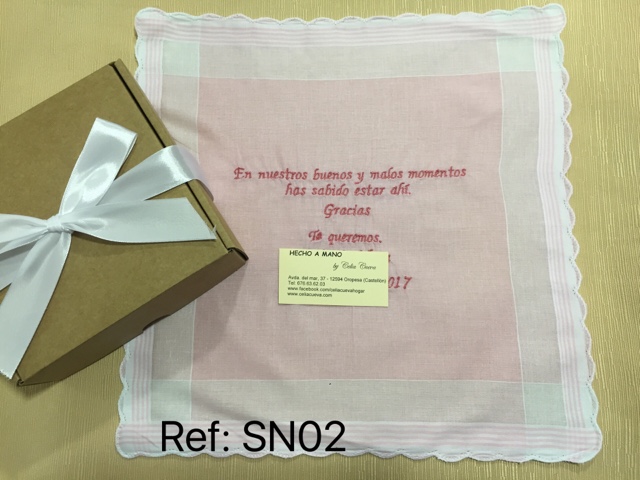 En nuestros buenos y malos momentos
has sabido estar ahí.
Gracias
Te queremos.
HECHO A MANO
by Celia Cueva
Avda. del mar, 37 - 12594 Oropesa (Castellón)
Tel. 670.63.62.03
www.facebook.com/celiacuevahogar
www.celiacueva.com
017
Ref: SN02